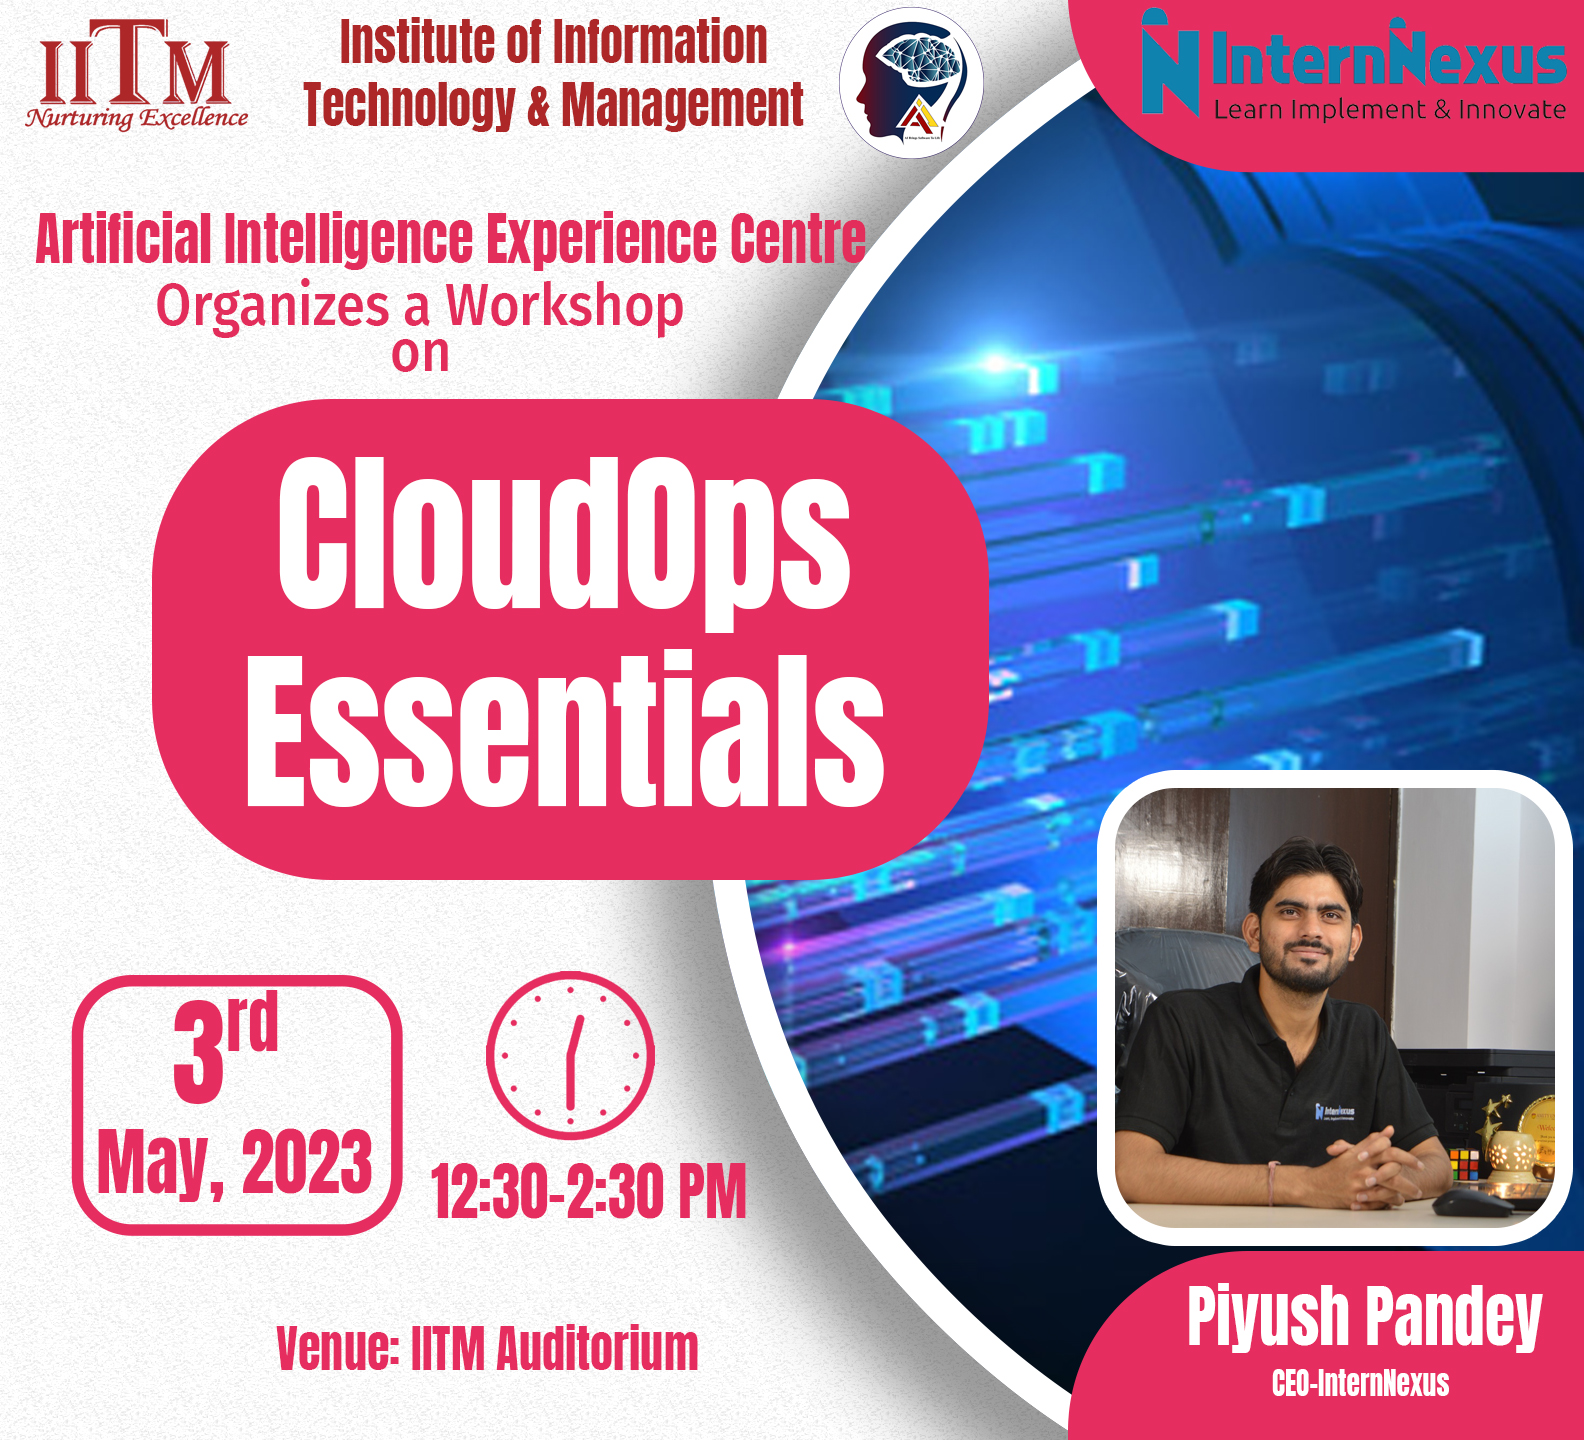 IITM
Nurturing Excellence
Institute of Information
Technology & Management
InternNexus
Learn Implement & Innovate
Artificial Intelligence Experience Centre
Organizes a Workshop
on
CloudOps
Essentials
3rd
May, 2023
12:30-2:30 PM
Venue: IITM Auditorium
InternNexus
Piyush Pandey
CEO-InternNexus